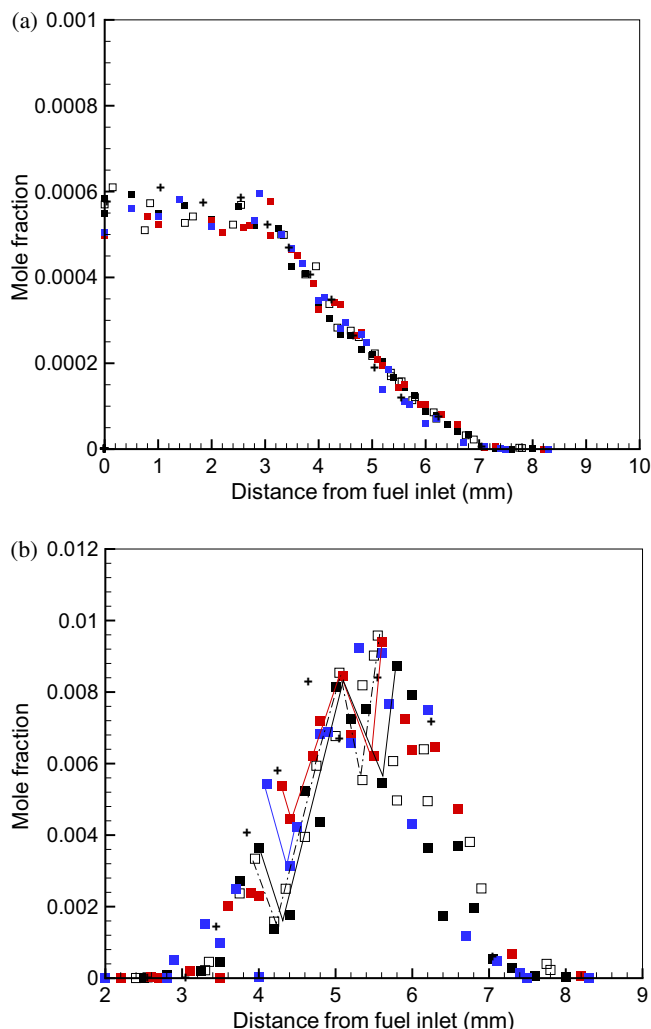 (a)
0.001
0.0008
0.0006
0.0004
0.0002
0
Mole fraction
0 1 2 3 4 5 6 7 8 9 10
Distance from fuel inlet (mm)
(b)
0.012
0.01
0.008
0.006
0.004
0.002
0
Mole fraction
2 3 4 5 6 7 8 9
Distance from fuel inlet (mm)